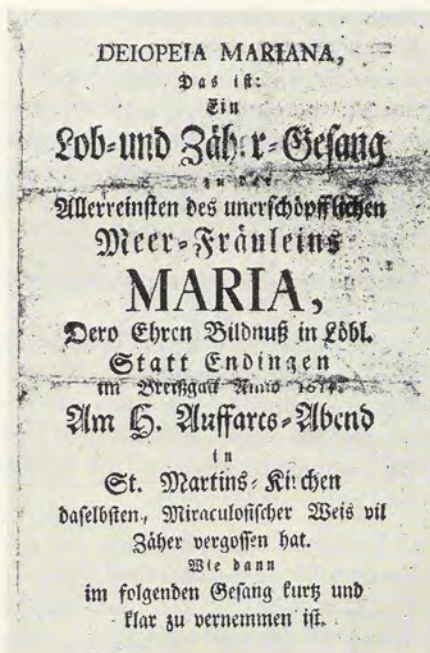 DEIOPEIA MARIANA,
Das ist:
Ein
Lob-und Zäher-Gesang
zu der
Allerreinsten des unerschöpfflichen
Meer-Fräuleins
MARIA,
Dero Ehren Bildnuß in Löbl.
Statt Endingen
im Breißgau Anno
Am H. Auffarts-Abend
in
St. Martins-Kirchen
daselbsten, Miraculosischer Weis vil
Zäher vergossen hat.
Wie dann
im folgenden Gesang kurtz und
klar zu vernemmen ist.